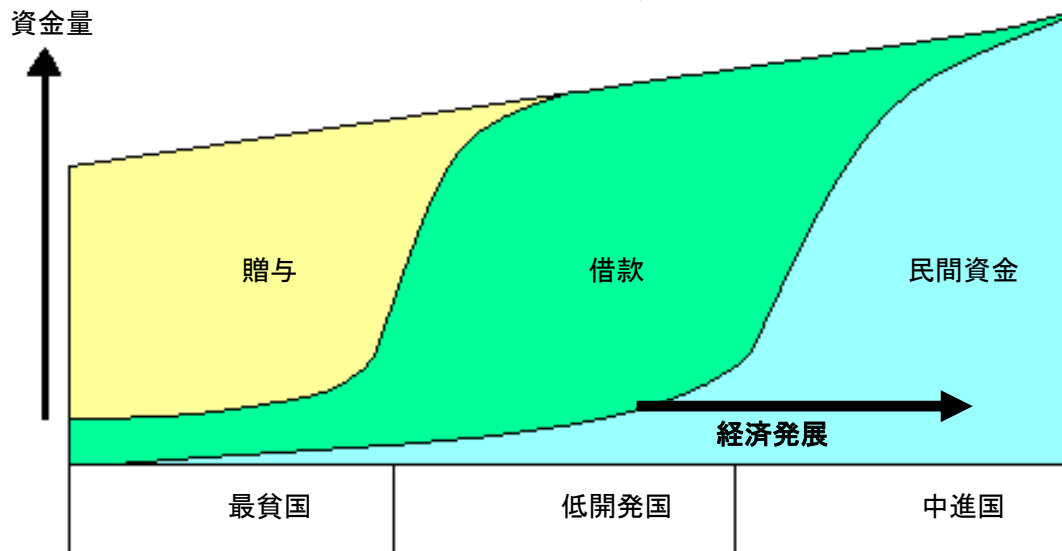 資金量
贈与
借款
民間資金
経済発展
最貧国
低開発国
中進国